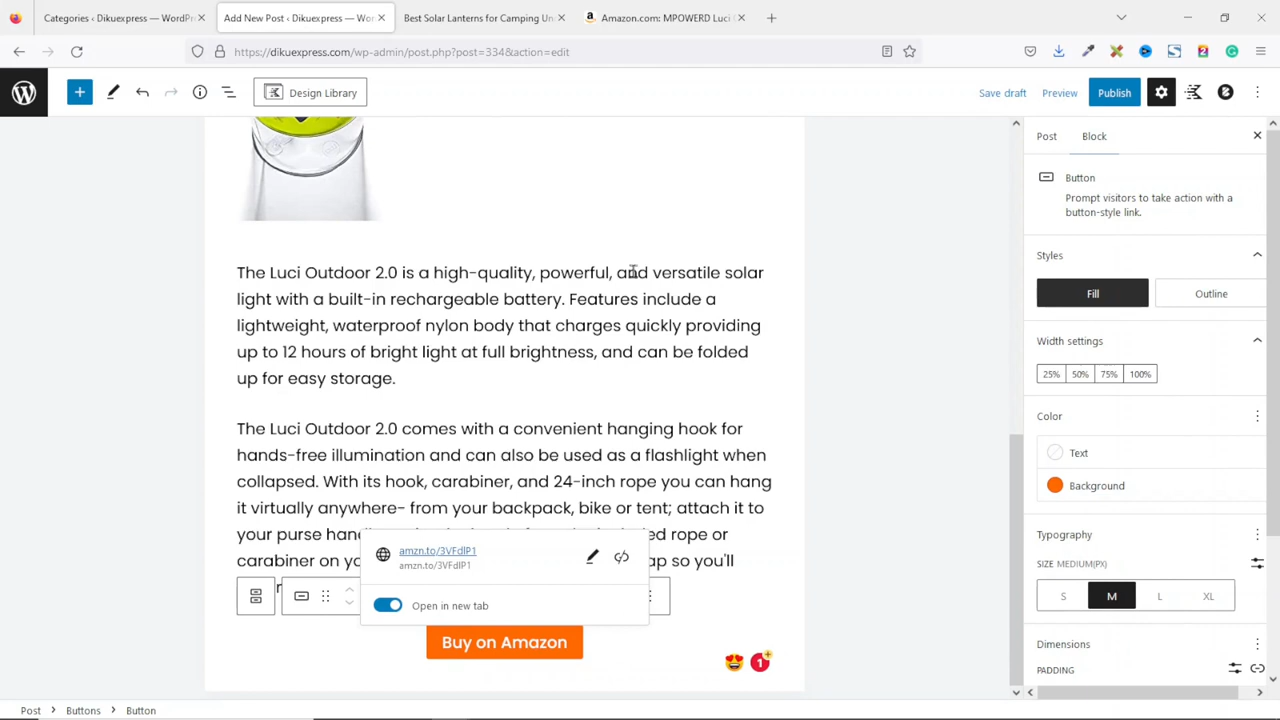 Categories ‹ Dikuexpress — WordPr
Add New Post ‹ Dikuexpress — Wor
Best Solar Lanterns for Camping Un
Amazon.com: MPOWERD Luci
https://dikuexpress.com/wp-admin/post.php?post=334&action=edit
Design Library
Save draft
Preview
Publish
Post
Block
Button
Prompt visitors to take action with a
button-style link.
Styles
Fill
Outline
Width settings
25%
50%
75%
100%
Color
Text
Background
Typography
SIZE MEDIUM(PX)
S
M
L
XL
Dimensions
PADDING
The Luci Outdoor 2.0 is a high-quality, powerful, and versatile solar
light with a built-in rechargeable battery. Features include a
lightweight, waterproof nylon body that charges quickly providing
up to 12 hours of bright light at full brightness, and can be folded
up for easy storage.
The Luci Outdoor 2.0 comes with a convenient hanging hook for
hands-free illumination and can also be used as a flashlight when
collapsed. With its hook, carabiner, and 24-inch rope you can hang
it virtually anywhere- from your backpack, bike or tent; attach it to
your purse rope or
carabiner on so you'll
amzn.to/3VFdlP1
amzn.to/3VFdlP1
Open in new tab
Buy on Amazon
1
Post
Buttons
Button